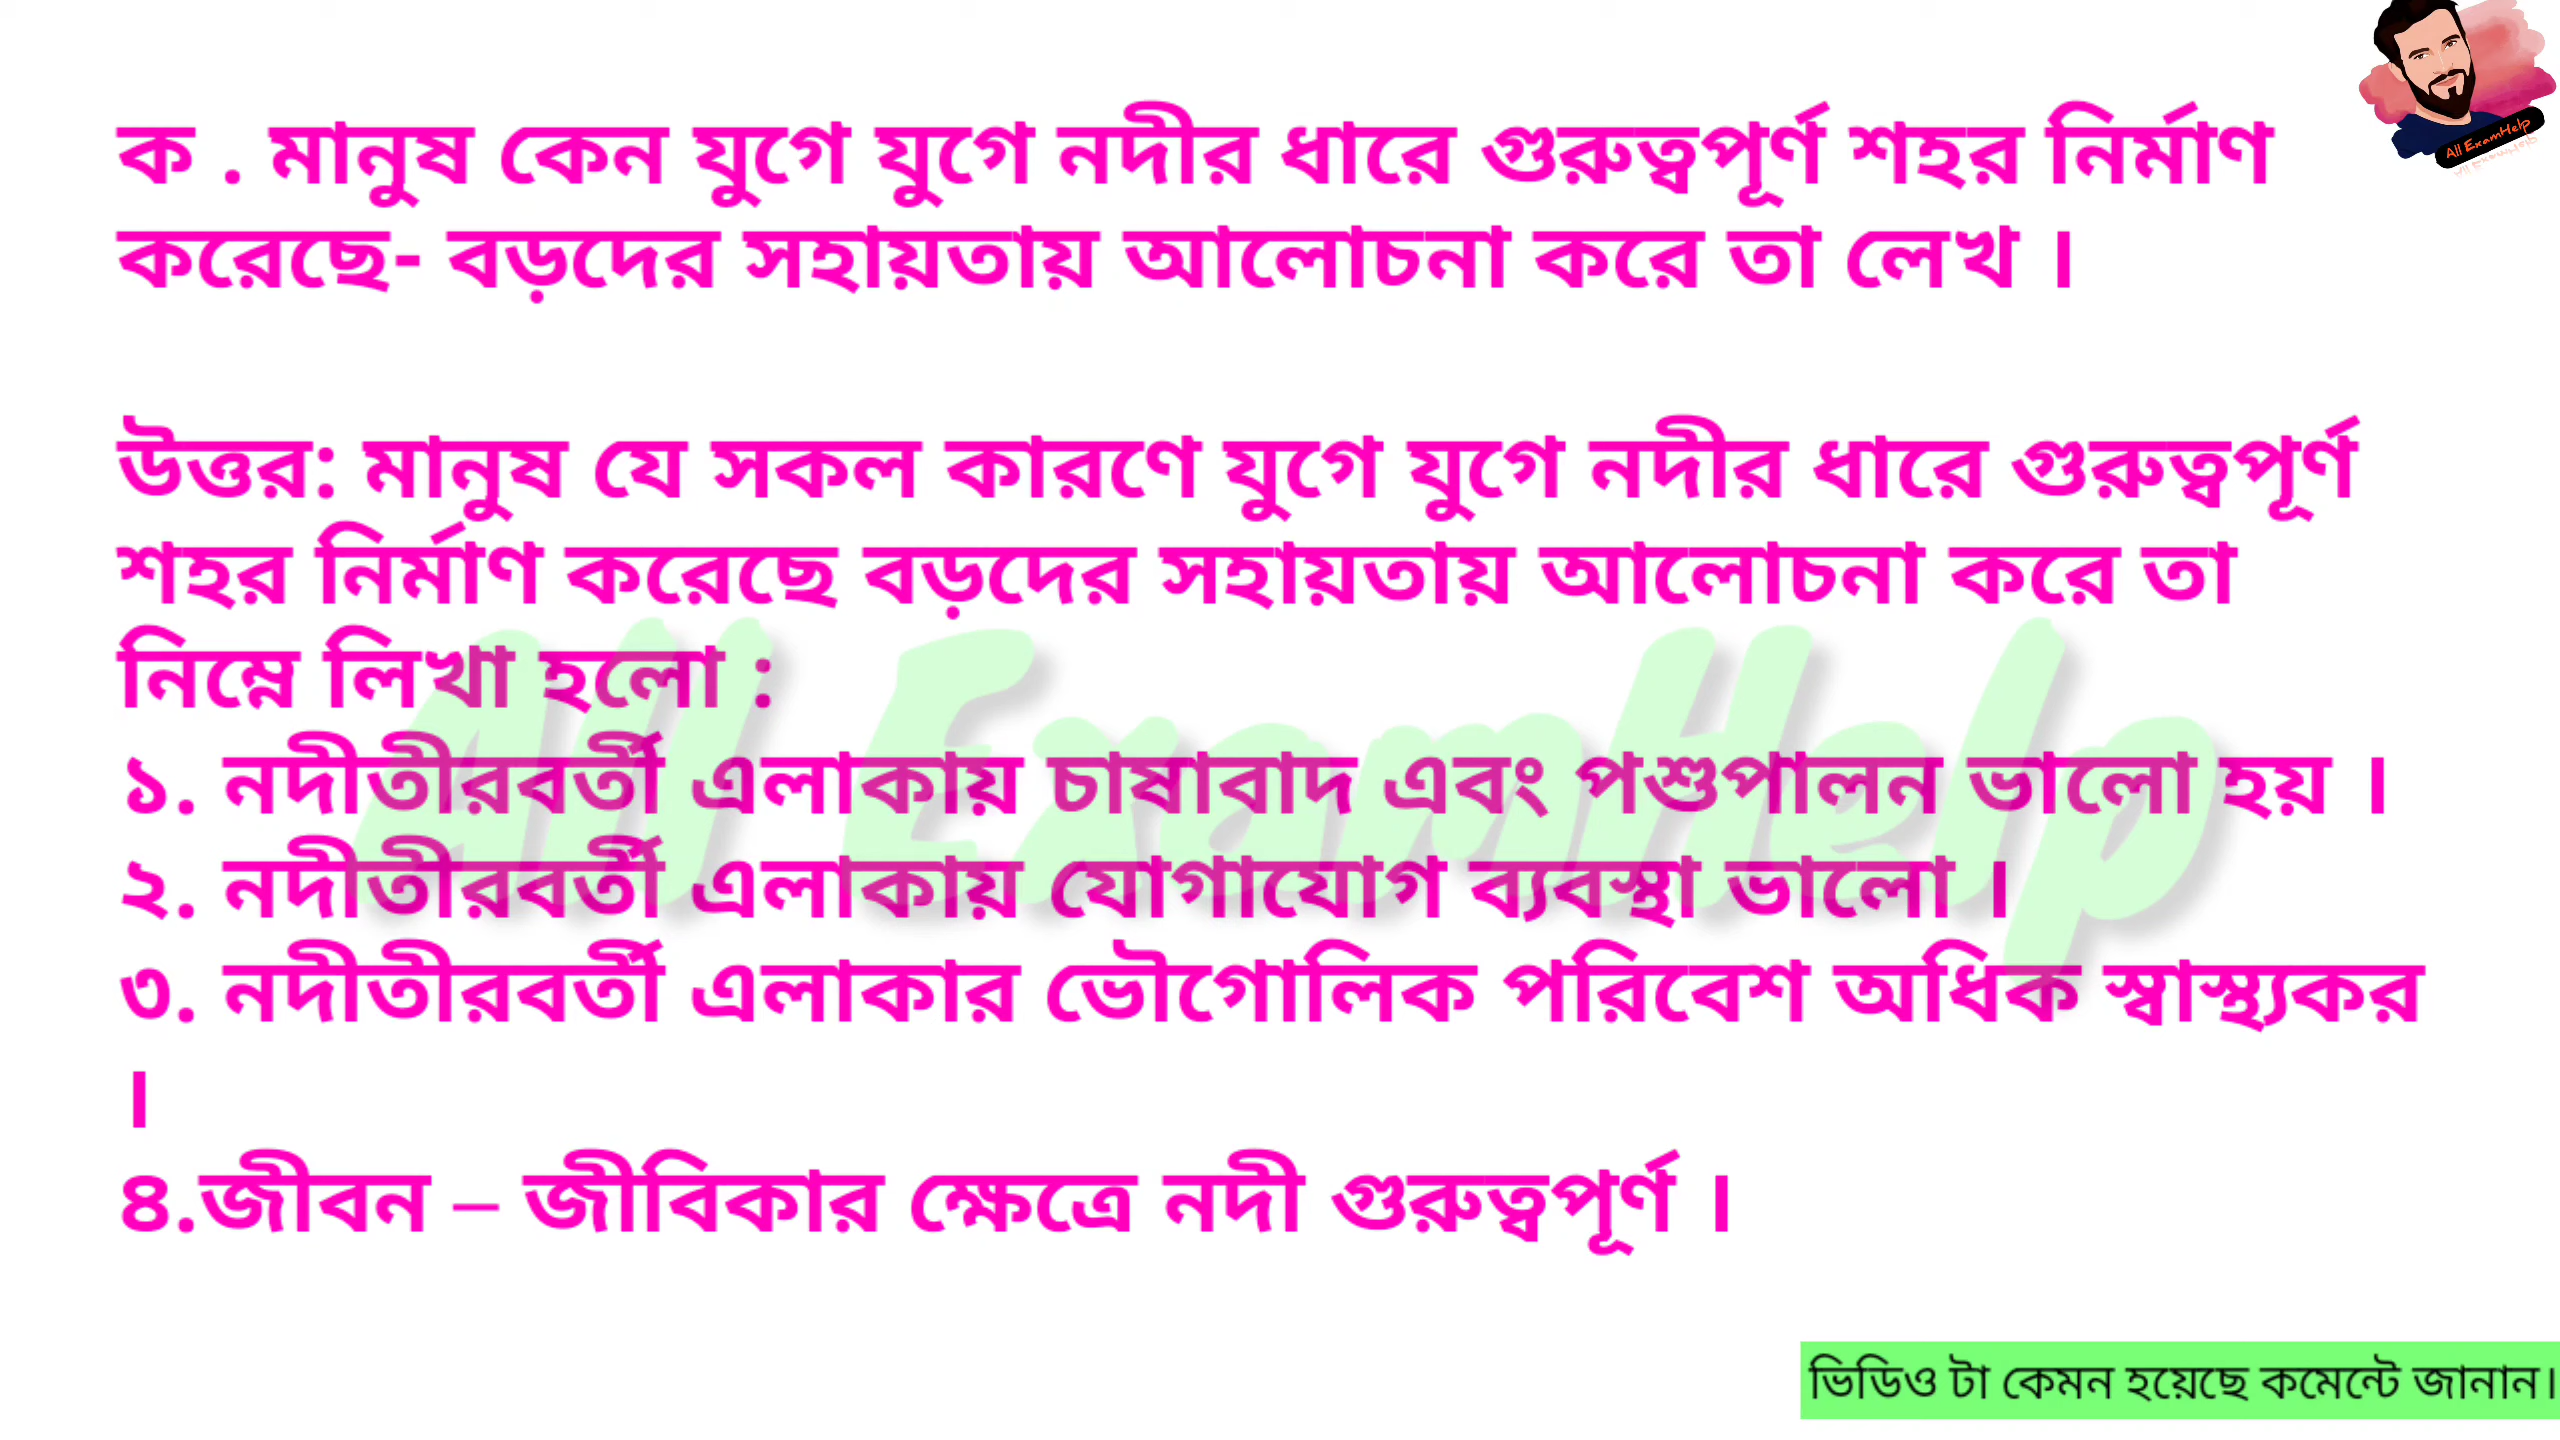 All ExamHelp
ক . মানুষ কেন যুগে যুগে নদীর ধারে গুরুত্বপূর্ণ শহর নির্মাণ
করেছে- বড়দের সহায়তায় আলোচনা করে তা লেখ ।
উত্তর: মানুষ যে সকল কারণে যুগে যুগে নদীর ধারে গুরুত্বপূর্ণ
শহর নির্মাণ করেছে বড়দের সহায়তায় আলোচনা করে তা
নিম্নে লিখা হলো :
১. নদীতীরবর্তী এলাকায় চাষাবাদ এবং পশুপালন ভালো হয় ।
২. নদীতীরবর্তী এলাকায় যোগাযোগ ব্যবস্থা ভালো ।
৩. নদীতীরবর্তী এলাকার ভৌগোলিক পরিবেশ অধিক স্বাস্থ্যকর
।
৪.জীবন – জীবিকার ক্ষেত্রে নদী গুরুত্বপূর্ণ ।
All ExamHelp
ভিডিও টা কেমন হয়েছে কমেন্টে জানান।